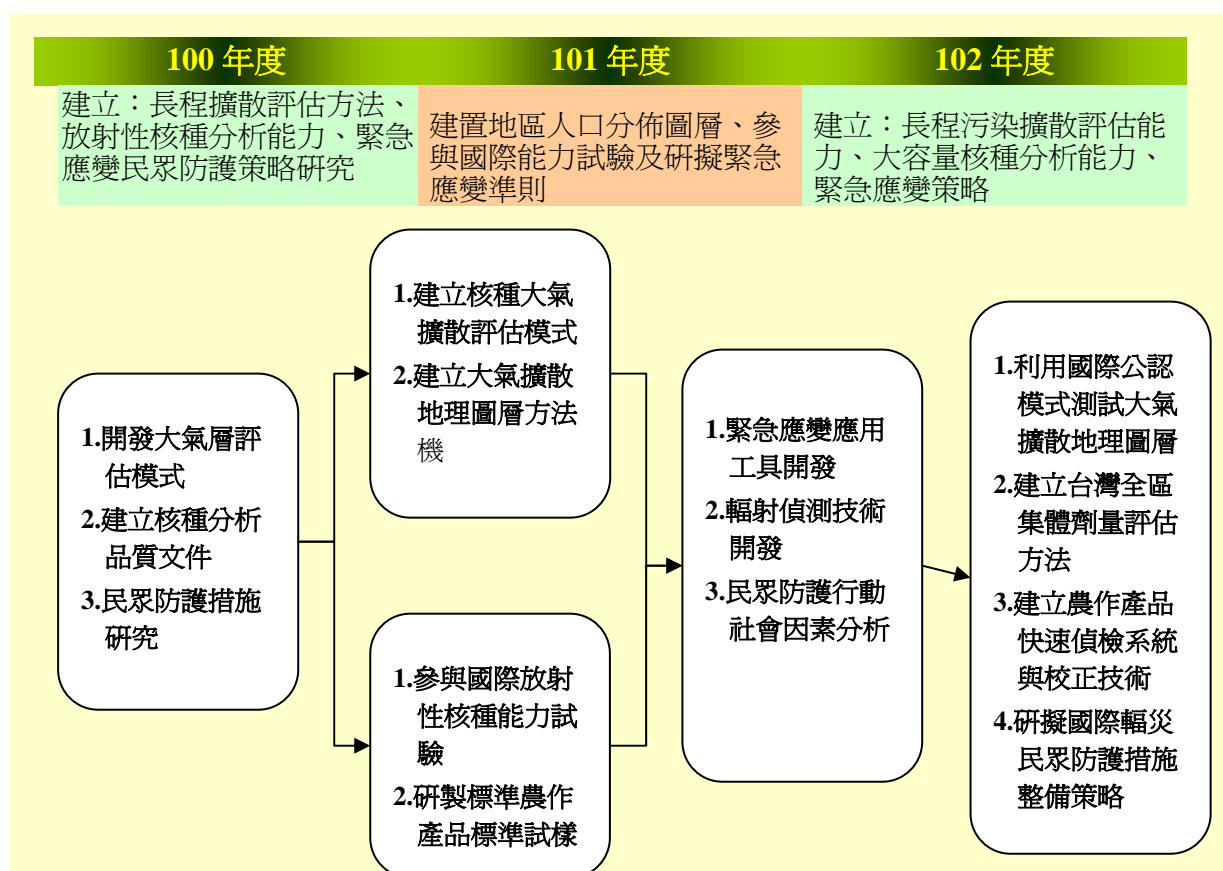 100 年度
101 年度
102 年度
建立：長程擴散評估方法、
放射性核種分析能力、緊急
應變民眾防護策略研究
建置地區人口分佈圖層、參
與國際能力試驗及研擬緊急
應變準則
建立：長程污染擴散評估能
力、大容量核種分析能力、
緊急應變策略
1.開發大氣層評
估模式
2.建立核種分析
品質文件
3.民眾防護措施
研究
1.建立核種大氣
擴散評估模式
2.建立大氣擴散
地理圖層方法
機
1.參與國際放射
性核種能力試
驗
2.研製標準農作
產品標準試樣
1.緊急應變應用
工具開發
2.輻射偵測技術
開發
3.民眾防護行動
社會因素分析
1.利用國際公認
模式測試大氣
擴散地理圖層
2.建立台灣全區
集體劑量評估
方法
3.建立農作產品
快速偵檢系統
與校正技術
4.研擬國際輻災
民眾防護措施
整備策略